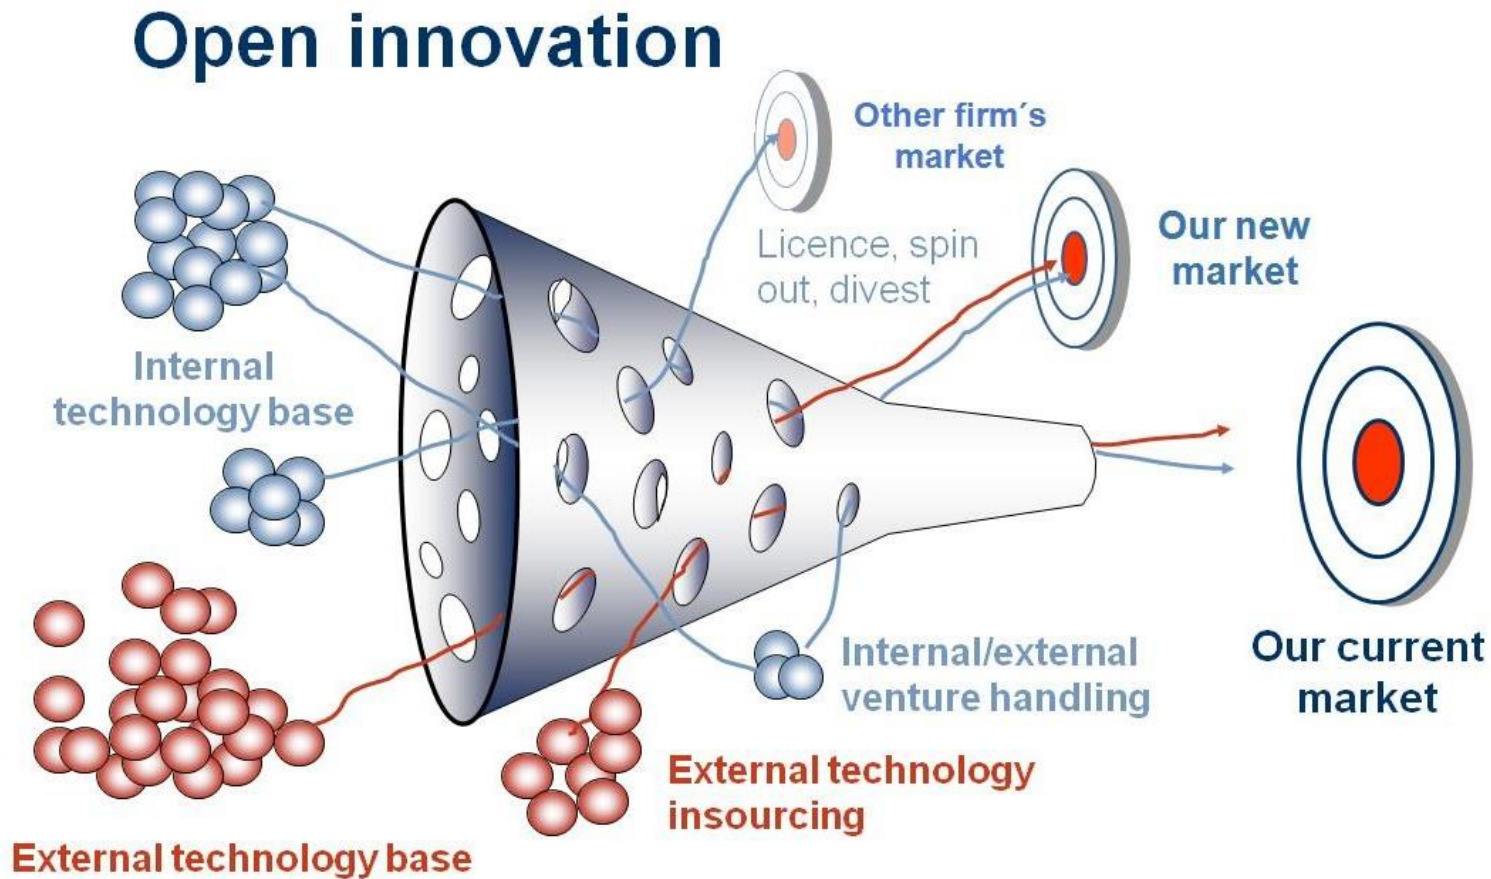 Open innovation
Other firm´s
market
Our new
market
Licence, spin
out, divest
Internal
technology base
Our current
market
Internal/external
venture handling
External technology
insourcing
External technology base